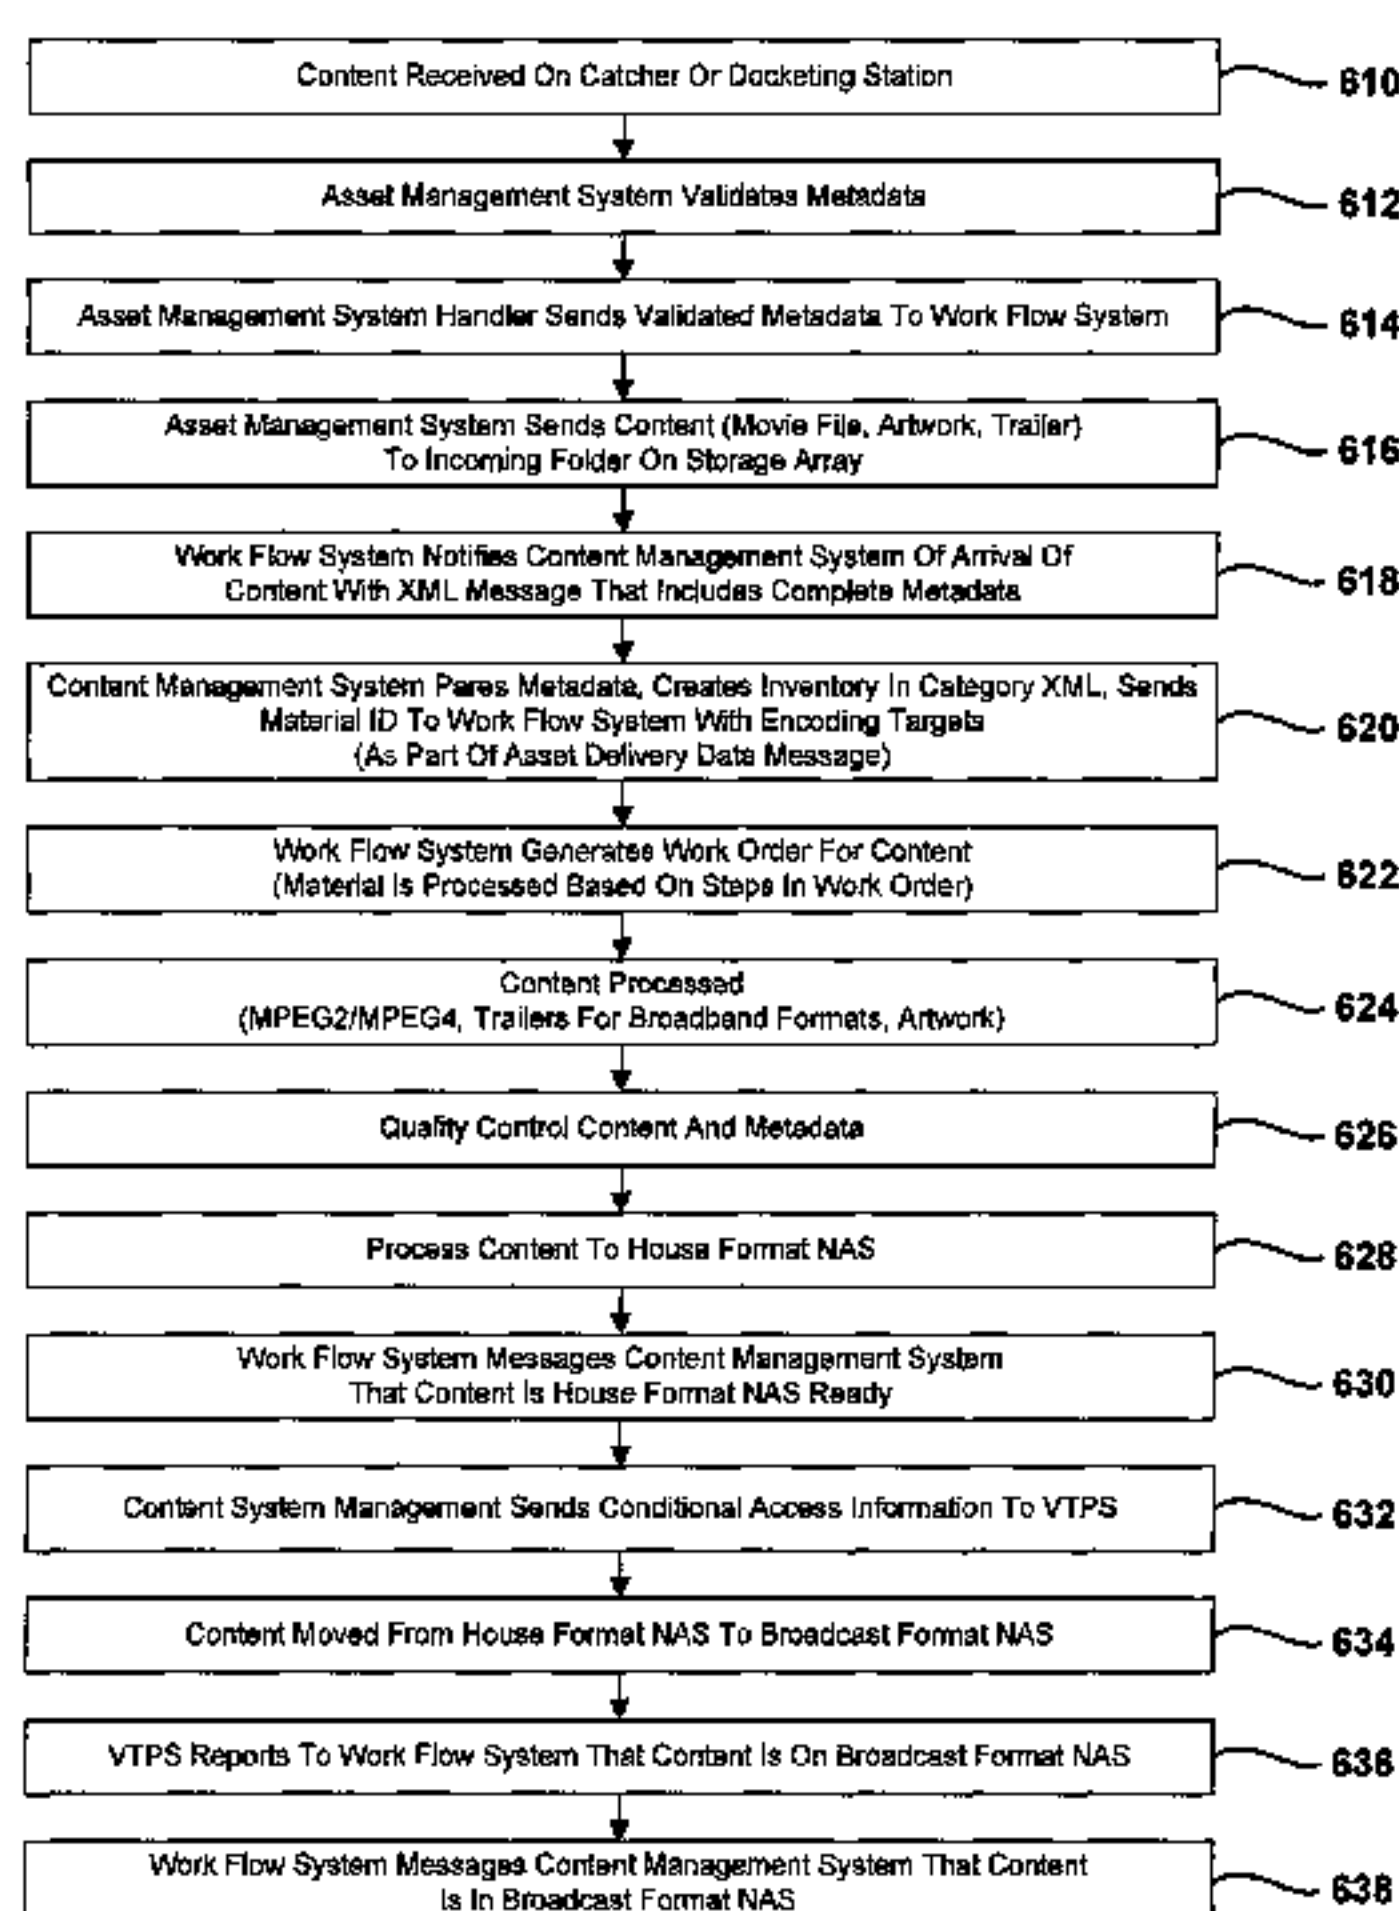 Content Received On Catcher Or Docketing Station
610
Asset Management System Validates Metadata
612
Asset Management System Handler Sends Validated Metadata To Work Flow System
614
Asset Management System Sends Content (Movie File, Artwork, Trailer)
To Incoming Folder On Storage Array
616
Work Flow System Notifies Content Management System Of Arrival Of
Content With XML Message That Includes Complete Metadata
618
Content Management System Pares Metadata, Creates Inventory In Category XML, Sends
Material ID To Work Flow System With Encoding Targets
(As Part Of Asset Delivery Data Message)
620
Work Flow System Generates Work Order For Content
(Material Is Processed Based On Steps In Work Order)
622
Content Processed
(MPEG2/MPEG4, Trailers For Broadband Formats, Artwork)
624
Quality Control Content And Metadata
626
Process Content To House Format NAS
628
Work Flow System Messages Content Management System
That Content Is House Format NAS Ready
630
Content System Management Sends Conditional Access Information To VTPS
632
Content Moved From House Format NAS To Broadcast Format NAS
634
VTPS Reports To Work Flow System That Content Is On Broadcast Format NAS
636
Work Flow System Messages Content Management System That Content
Is In Broadcast Format NAS
638